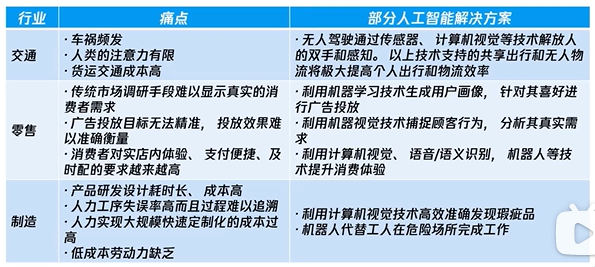 行业
痛点
部分人工智能解决方案
交通
· 车祸频发
· 人类的注意力有限
· 货运交通成本高
· 无人驾驶通过传感器、计算机视觉等技术解放人
的双手和感知。以上技术支持的共享出行和无人物
流将极大提高个人出行和物流效率
零售
· 传统市场调研手段难以显示真实的消
费者需求
· 广告投放目标无法精准，投放效果难
以准确衡量
· 消费者对实店内体验、支付便捷、及
时配的要求越来越高
· 利用机器学习技术生成用户画像，针对其喜好进
行广告投放
· 利用机器视觉技术捕捉顾客行为，分析其真实需
求
· 利用计算机视觉、语音/语义识别，机器人等技
术提升消费体验
制造
· 产品研发设计耗时长、成本高
· 人力工序失误率高而且过程难以追溯
· 人力实现大规模快速定制化的成本过
高
· 低成本劳动力缺乏
· 利用计算机视觉技术高效准确发现瑕疵品
· 机器人代替工人在危险场所完成工作